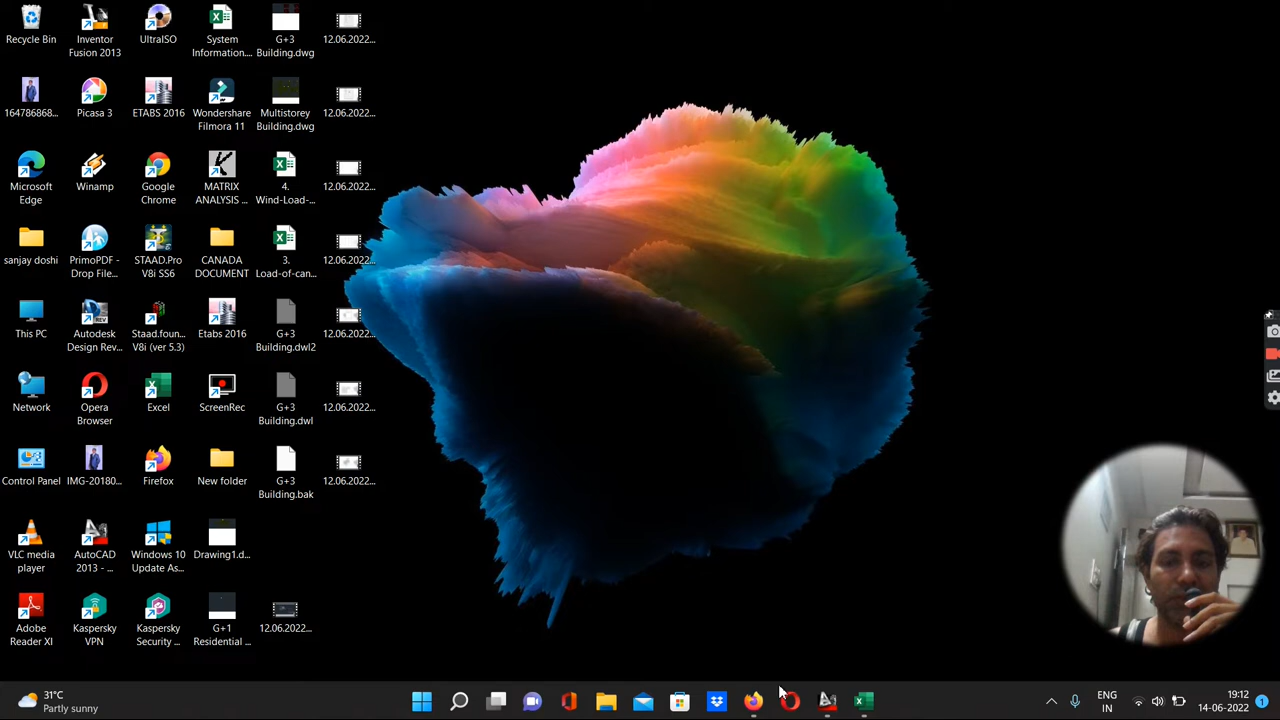 Recycle Bin
Inventor
Fusion 2013
UltraISO
System
Information....
G+3
Building.dwg
12.06.2022...
164786868...
Picasa 3
ETABS 2016
Wondershare
Filmora 11
Multistorey
Building.dwg
12.06.2022...
Microsoft
Edge
Winamp
Google
Chrome
MATRIX
ANALYSIS ...
4.
Wind-Load-...
12.06.2022...
sanjay doshi
PrimoPDF -
Drop File...
STAAD.Pro
V8i SS6
CANADA
DOCUMENT
3.
Load-of-can...
12.06.2022...
This PC
Autodesk
Design Rev...
Staad.foun...
V8i (ver 5.3)
Etabs 2016
G+3
Building.dwl2
12.06.2022...
Network
Opera
Browser
Excel
ScreenRec
G+3
Building.dwl
12.06.2022...
Control Panel
IMG-20180...
Firefox
New folder
G+3
Building.bak
12.06.2022...
VLC media
player
AutoCAD
2013 - ...
Windows 10
Update As...
Drawing1.d...
Adobe
Reader XI
Kaspersky
VPN
Kaspersky
Security ...
G+1
Residential ...
12.06.2022...
31°C
Partly sunny
ENG
IN
19:12
14-06-2022
1